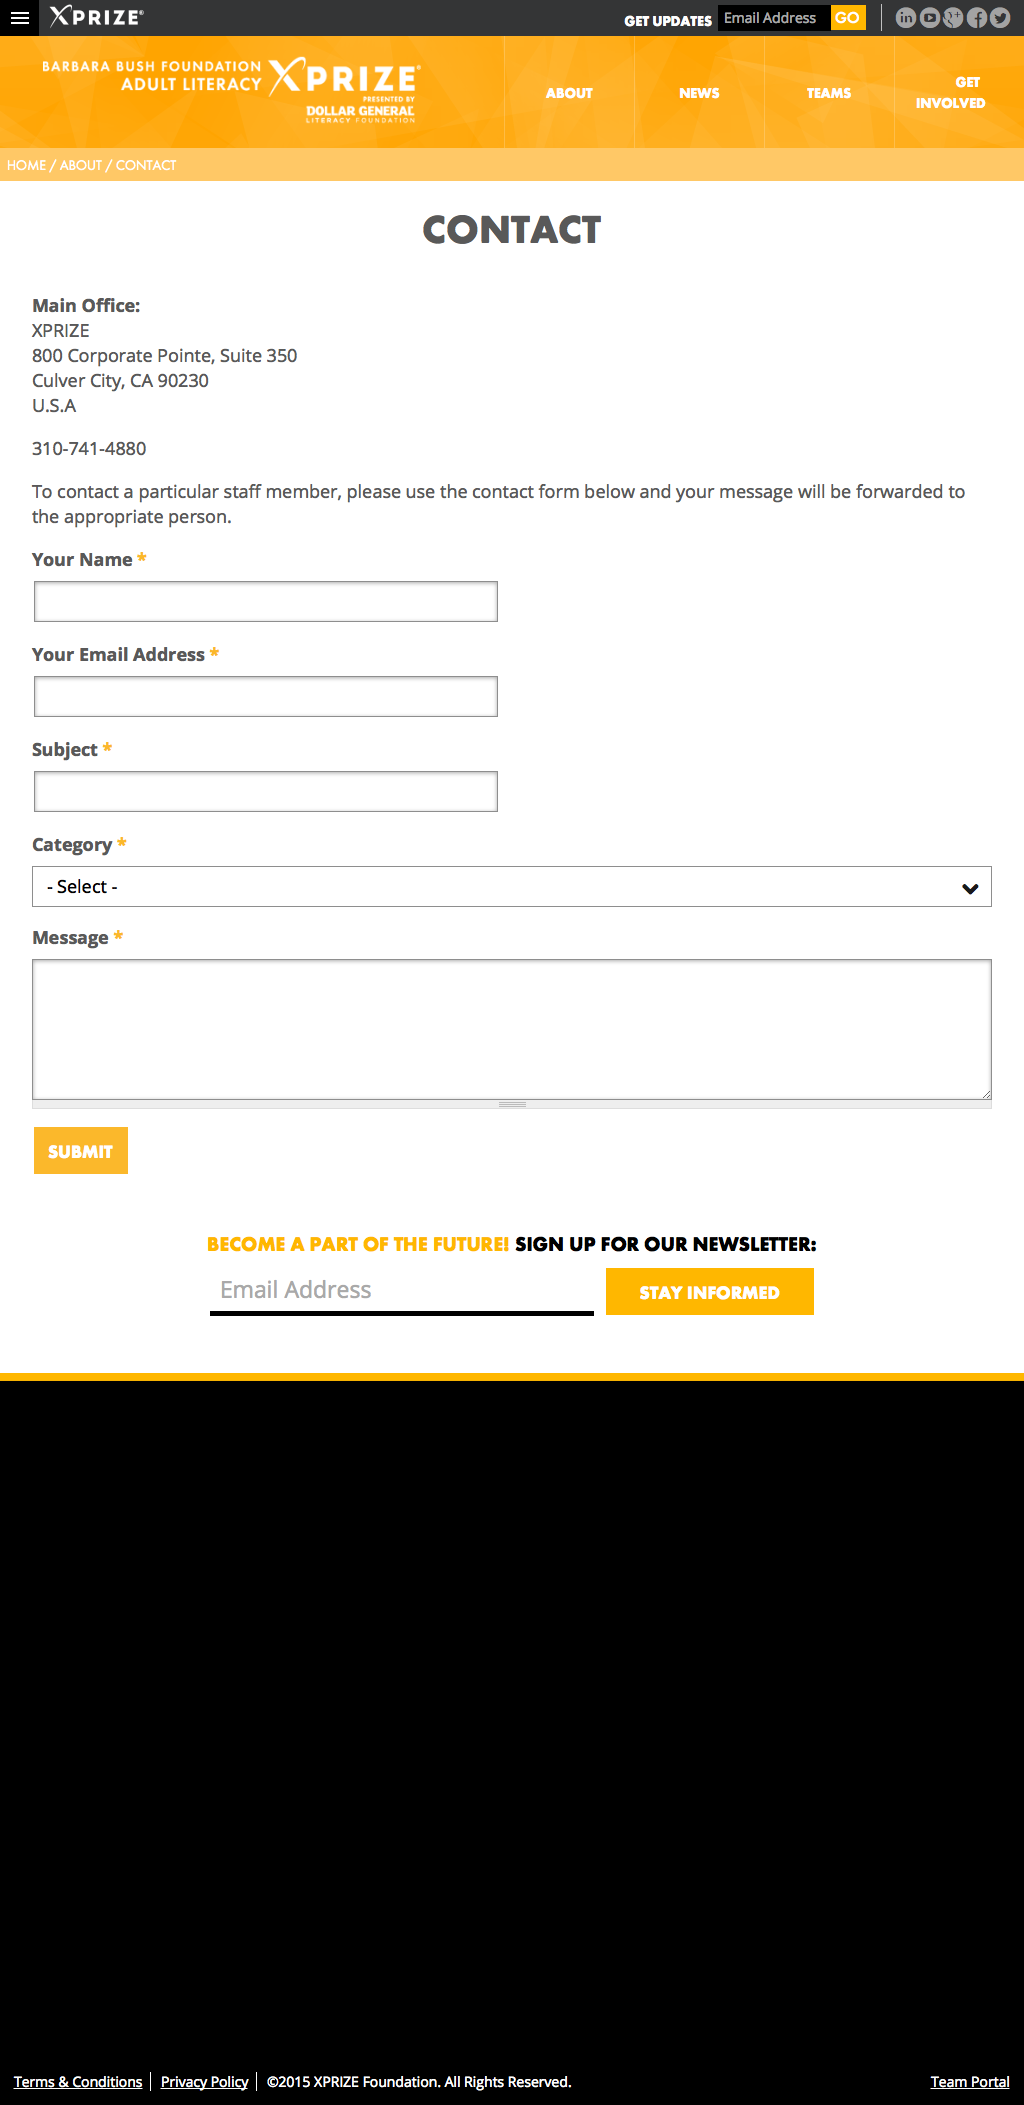 XPRIZE®
GET UPDATES Email Address GO
BARBARA BUSH FOUNDATION
ADULT LITERACY
XPRIZE®
PRESENTED BY
DOLLAR GENERAL
LITERACY FOUNDATION
ABOUT
NEWS
TEAMS
GET
INVOLVED
HOME / ABOUT / CONTACT
CONTACT
Main Office:
XPRIZE
800 Corporate Pointe, Suite 350
Culver City, CA 90230
U.S.A
310-741-4880
To contact a particular staff member, please use the contact form below and your message will be forwarded to
the appropriate person.
Your Name *
Your Email Address *
Subject *
Category *
- Select -
Message *
SUBMIT
BECOME A PART OF THE FUTURE! SIGN UP FOR OUR NEWSLETTER:
Email Address
STAY INFORMED
Terms & Conditions Privacy Policy ©2015 XPRIZE Foundation. All Rights Reserved. Team Portal